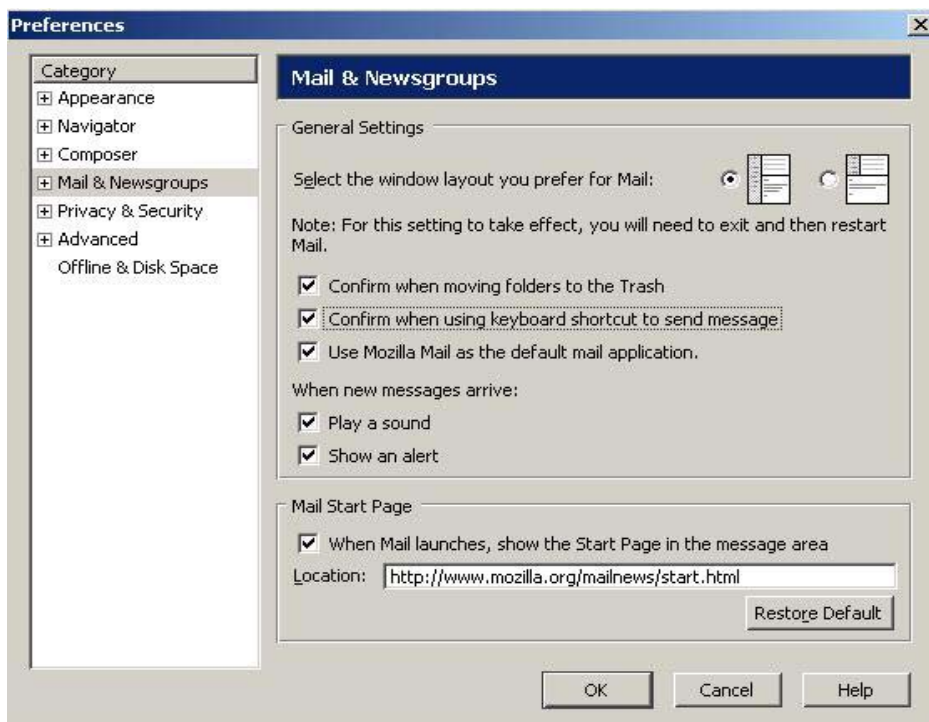 Preferences
Category
Appearance
Navigator
Composer
Mail & Newsgroups
Privacy & Security
Advanced
Offline & Disk Space
Mail & Newsgroups
General Settings
Select the window layout you prefer for Mail:
Note: For this setting to take effect, you will need to exit and then restart
Mail.
Confirm when moving folders to the Trash
Confirm when using keyboard shortcut to send message
Use Mozilla Mail as the default mail application.
When new messages arrive:
Play a sound
Show an alert
Mail Start Page
When Mail launches, show the Start Page in the message area
Location: http://www.mozilla.org/mailnews/start.html
Restore Default
OK Cancel Help